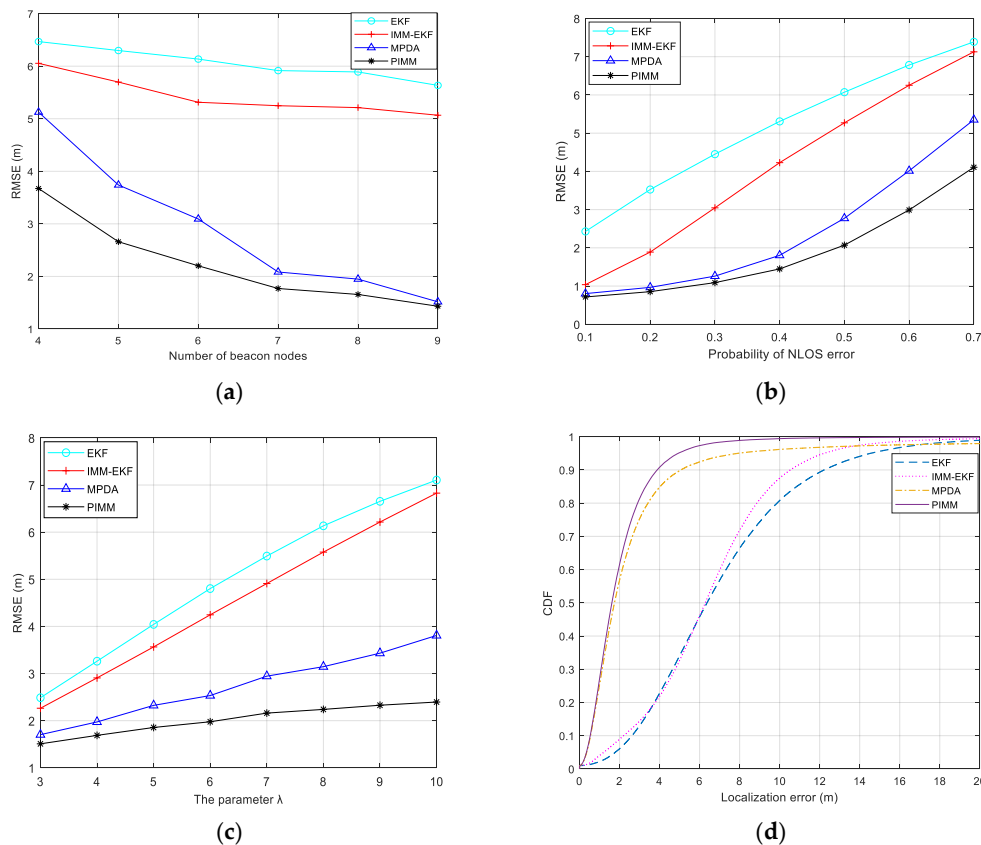 7
6
5
4
3
2
1
RMSE (m)
4 5 6 7 8 9
Number of beacon nodes
EKF
IMM-EKF
MPDA
PIMM
(a)
8
7
6
5
4
3
2
1
0
RMSE (m)
0.1 0.2 0.3 0.4 0.5 0.6 0.7
Probability of NLOS error
EKF
IMM-EKF
MPDA
PIMM
(b)
8
7
6
5
4
3
2
1
RMSE (m)
3 4 5 6 7 8 9 10
The parameter λ
EKF
IMM-EKF
MPDA
PIMM
(c)
1
0.9
0.8
0.7
0.6
0.5
0.4
0.3
0.2
0.1
0
CDF
0 2 4 6 8 10 12 14 16 18 20
Localization error (m)
EKF
IMM-EKF
MPDA
PIMM
(d)